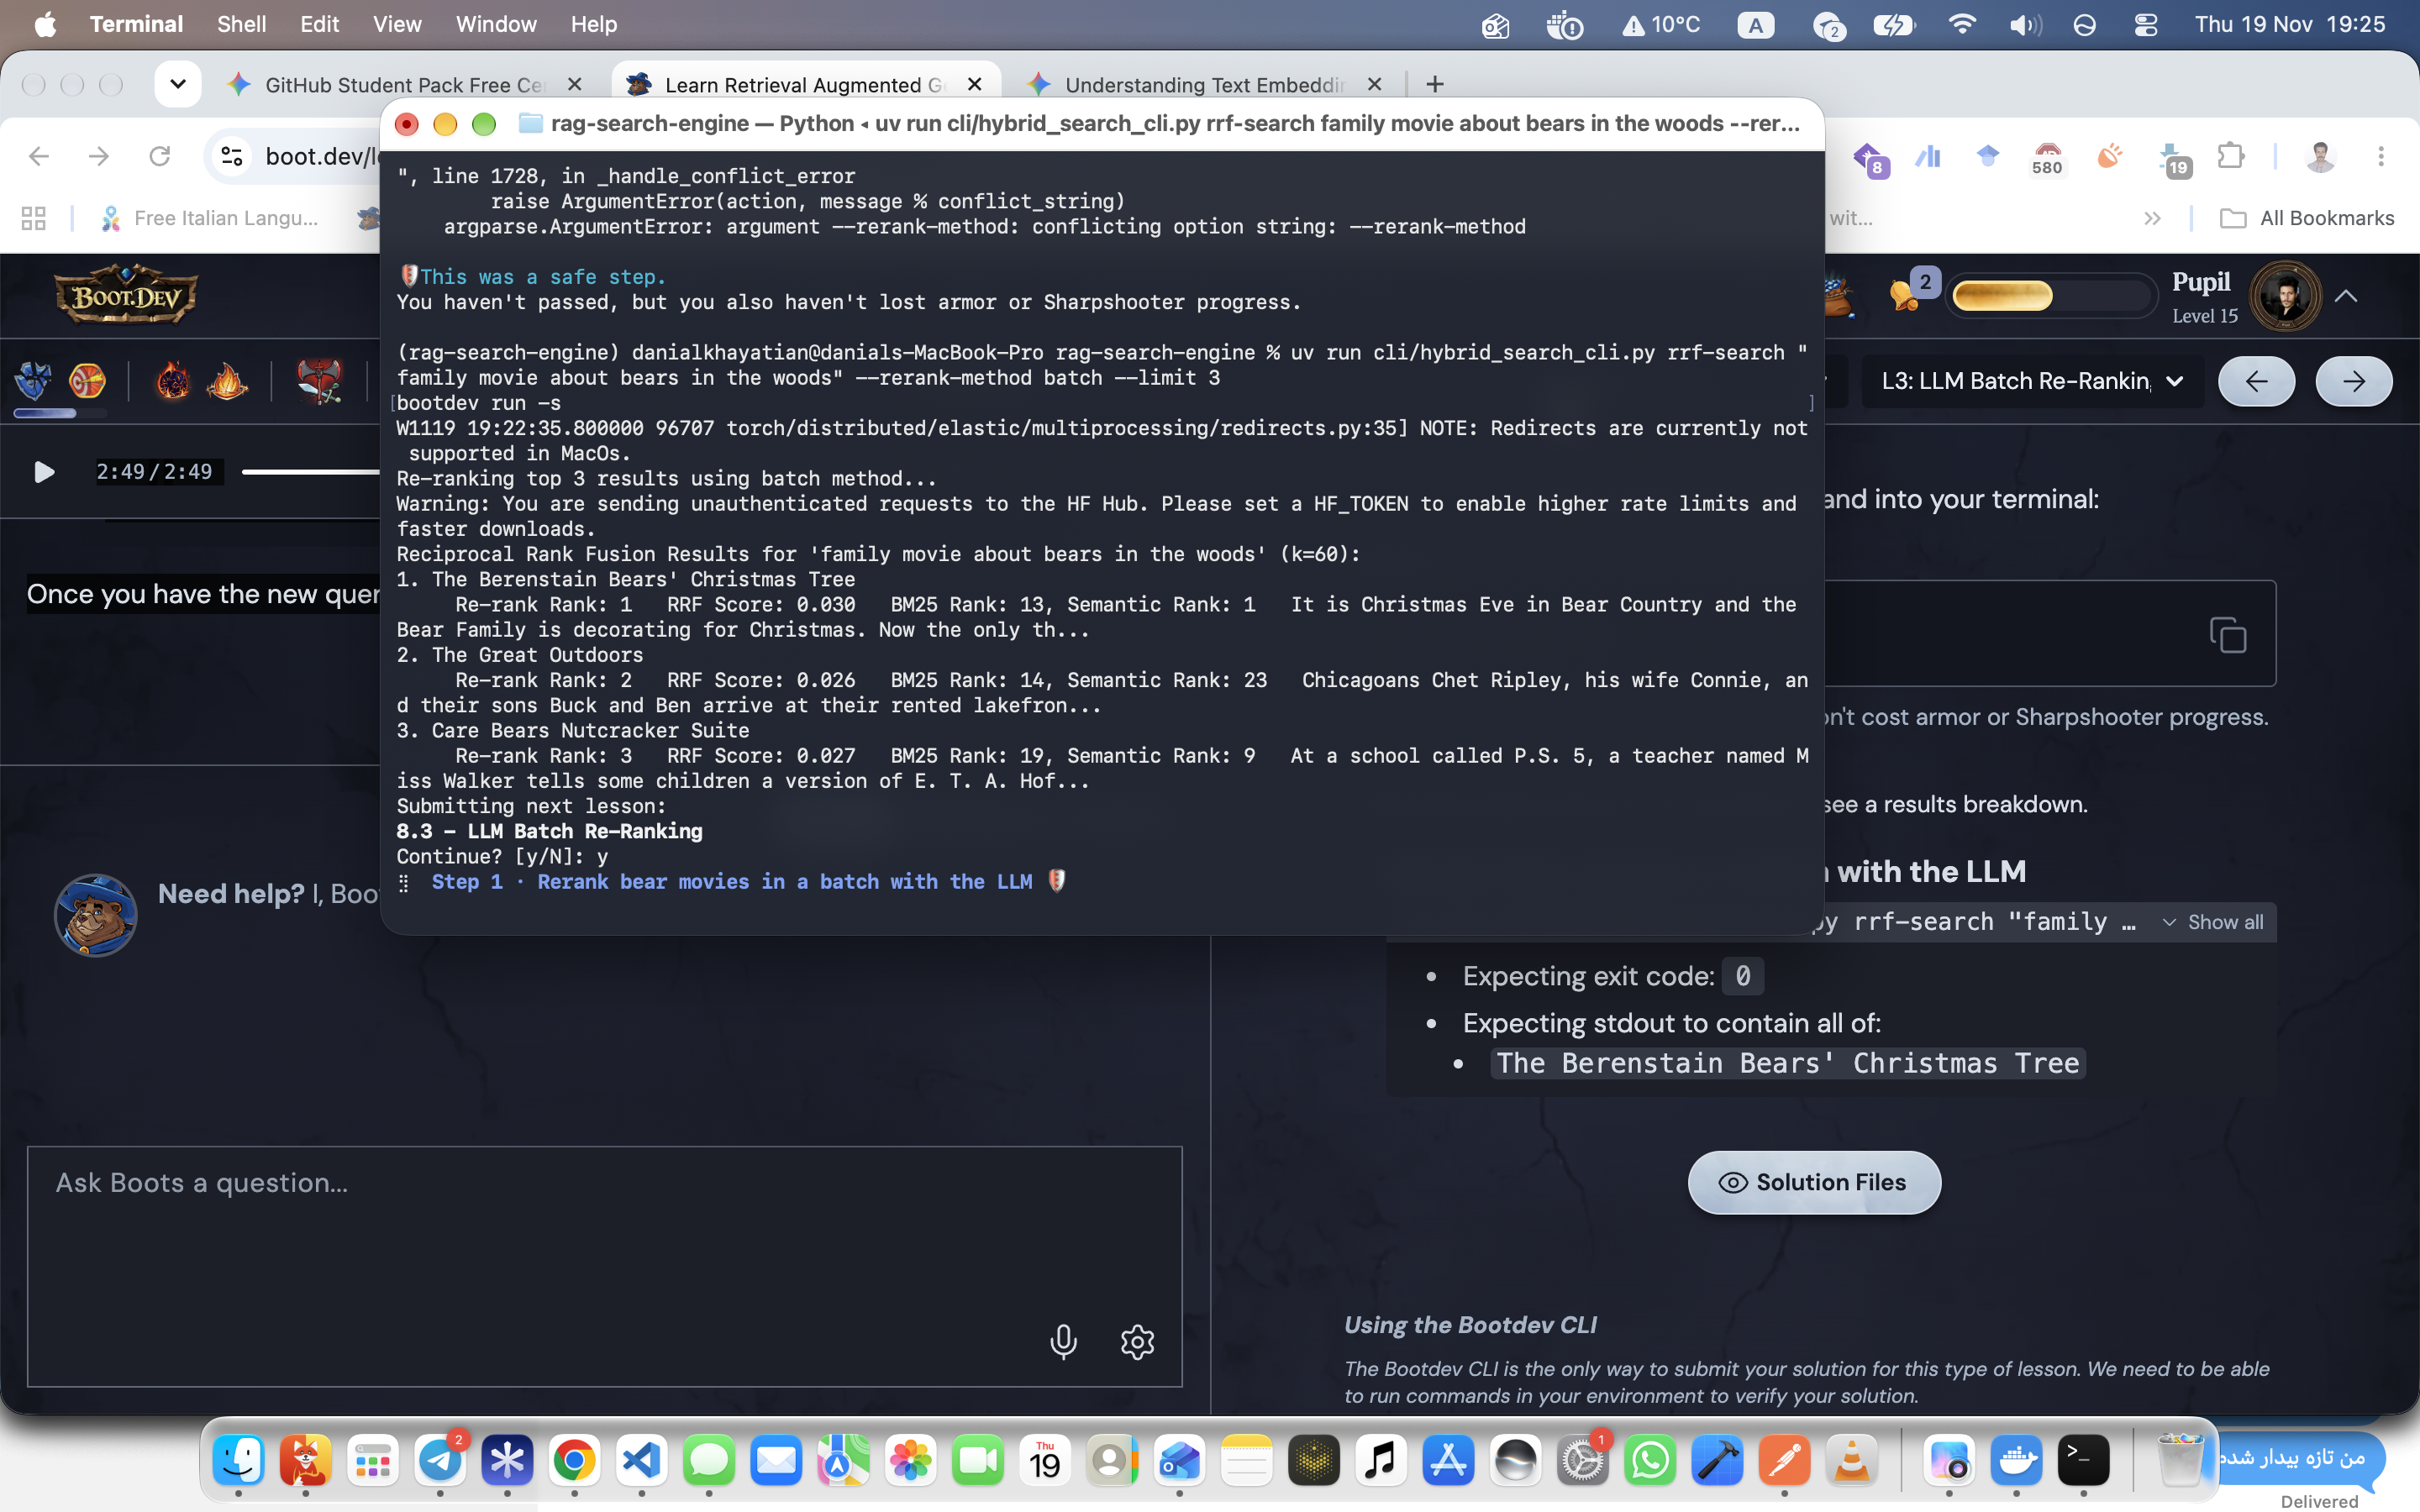 Terminal Shell Edit View Window Help
10°C A 2 Thu 19 Nov 19:25
GitHub Student Pack Free Ce
Learn Retrieval Augmented G
Understanding Text Embeddin
rag-search-engine — Python ◂ uv run cli/hybrid_search_cli.py rrf-search family movie about bears in the woods --rer...
boot.dev/l
8
580
19
Free Italian Langu...
wit...
All Bookmarks
", line 1728, in _handle_conflict_error
raise ArgumentError(action, message % conflict_string)
argparse.ArgumentError: argument --rerank-method: conflicting option string: --rerank-method
This was a safe step.
You haven't passed, but you also haven't lost armor or Sharpshooter progress.
(rag-search-engine) danialkhayatian@danials-MacBook-Pro rag-search-engine % uv run cli/hybrid_search_cli.py rrf-search "
family movie about bears in the woods" --rerank-method batch --limit 3
[bootdev run -s ]
W1119 19:22:35.800000 96707 torch/distributed/elastic/multiprocessing/redirects.py:35] NOTE: Redirects are currently not
supported in MacOs.
Re-ranking top 3 results using batch method...
Warning: You are sending unauthenticated requests to the HF Hub. Please set a HF_TOKEN to enable higher rate limits and
faster downloads.
Reciprocal Rank Fusion Results for 'family movie about bears in the woods' (k=60):
1. The Berenstain Bears' Christmas Tree
Re-rank Rank: 1 RRF Score: 0.030 BM25 Rank: 13, Semantic Rank: 1 It is Christmas Eve in Bear Country and the
Bear Family is decorating for Christmas. Now the only th...
2. The Great Outdoors
Re-rank Rank: 2 RRF Score: 0.026 BM25 Rank: 14, Semantic Rank: 23 Chicagoans Chet Ripley, his wife Connie, an
d their sons Buck and Ben arrive at their rented lakefron...
3. Care Bears Nutcracker Suite
Re-rank Rank: 3 RRF Score: 0.027 BM25 Rank: 19, Semantic Rank: 9 At a school called P.S. 5, a teacher named M
iss Walker tells some children a version of E. T. A. Hof...
Submitting next lesson:
8.3 - LLM Batch Re-Ranking
Continue? [y/N]: y
Step 1 · Rerank bear movies in a batch with the LLM
BOOT.DEV
2
Pupil
Level 15
L3: LLM Batch Re-Rankin
2:49/2:49
and into your terminal:
Once you have the new quer
on't cost armor or Sharpshooter progress.
see a results breakdown.
Need help? I, Boo
with the LLM
py rrf-search "family … Show all
• Expecting exit code: 0
• Expecting stdout to contain all of:
• The Berenstain Bears' Christmas Tree
Ask Boots a question...
Solution Files
Using the Bootdev CLI
The Bootdev CLI is the only way to submit your solution for this type of lesson. We need to be able
to run commands in your environment to verify your solution.
2
Thu
19
1
من تازه بیدار شدم
Delivered